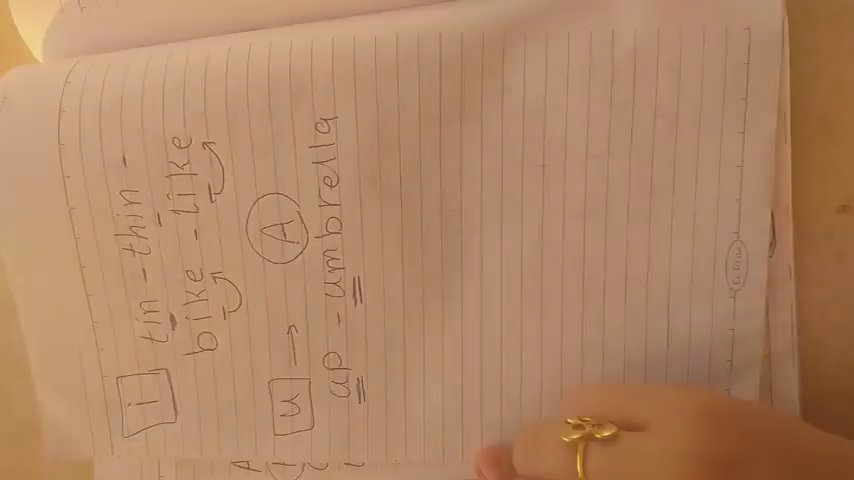 i tin - thin -
bike - like
u → A
up - umbrella